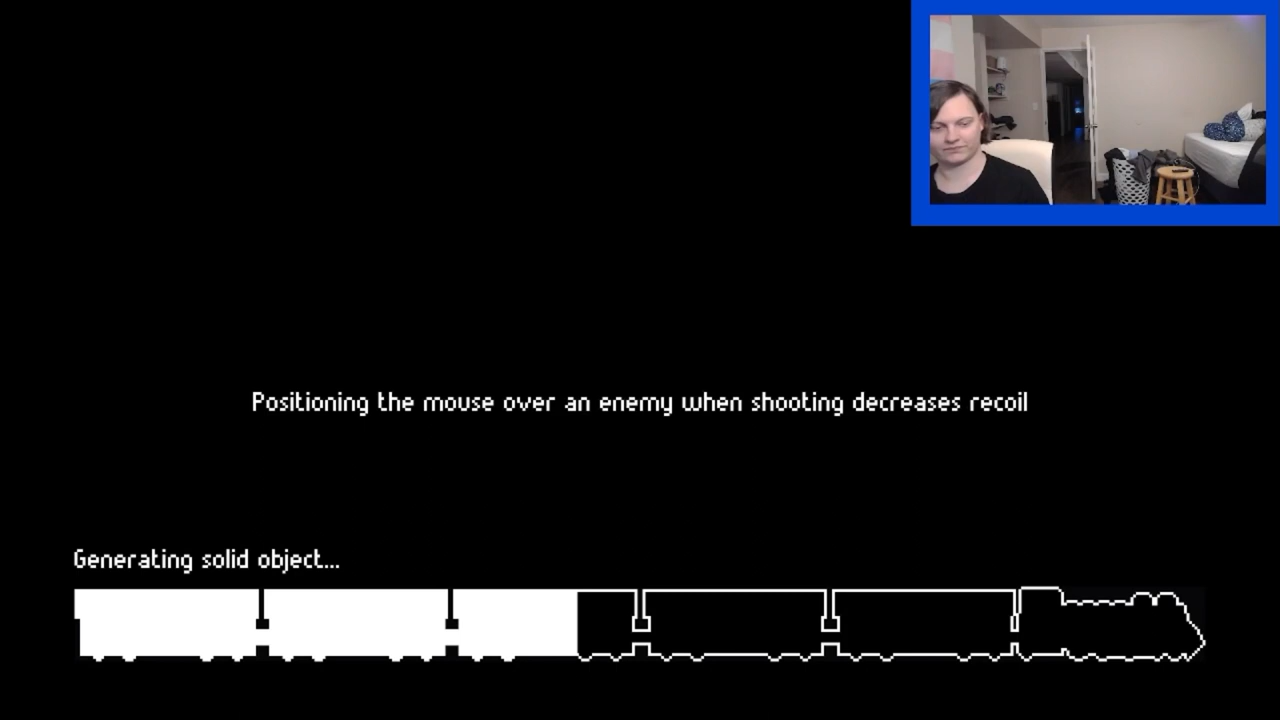 Positioning the mouse over an enemy when shooting decreases recoil
Generating solid object...